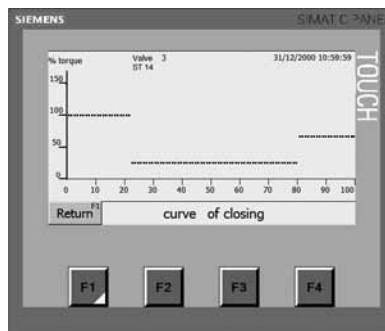 SIEMENS SIMATIC PANEL
TOUCH
% torque Valve 3 31/12/2000 10:59:59
ST 14
150
100
50
0
0 10 20 30 40 50 60 70 80 90 100
Return F1 curve of closing
F1 F2 F3 F4